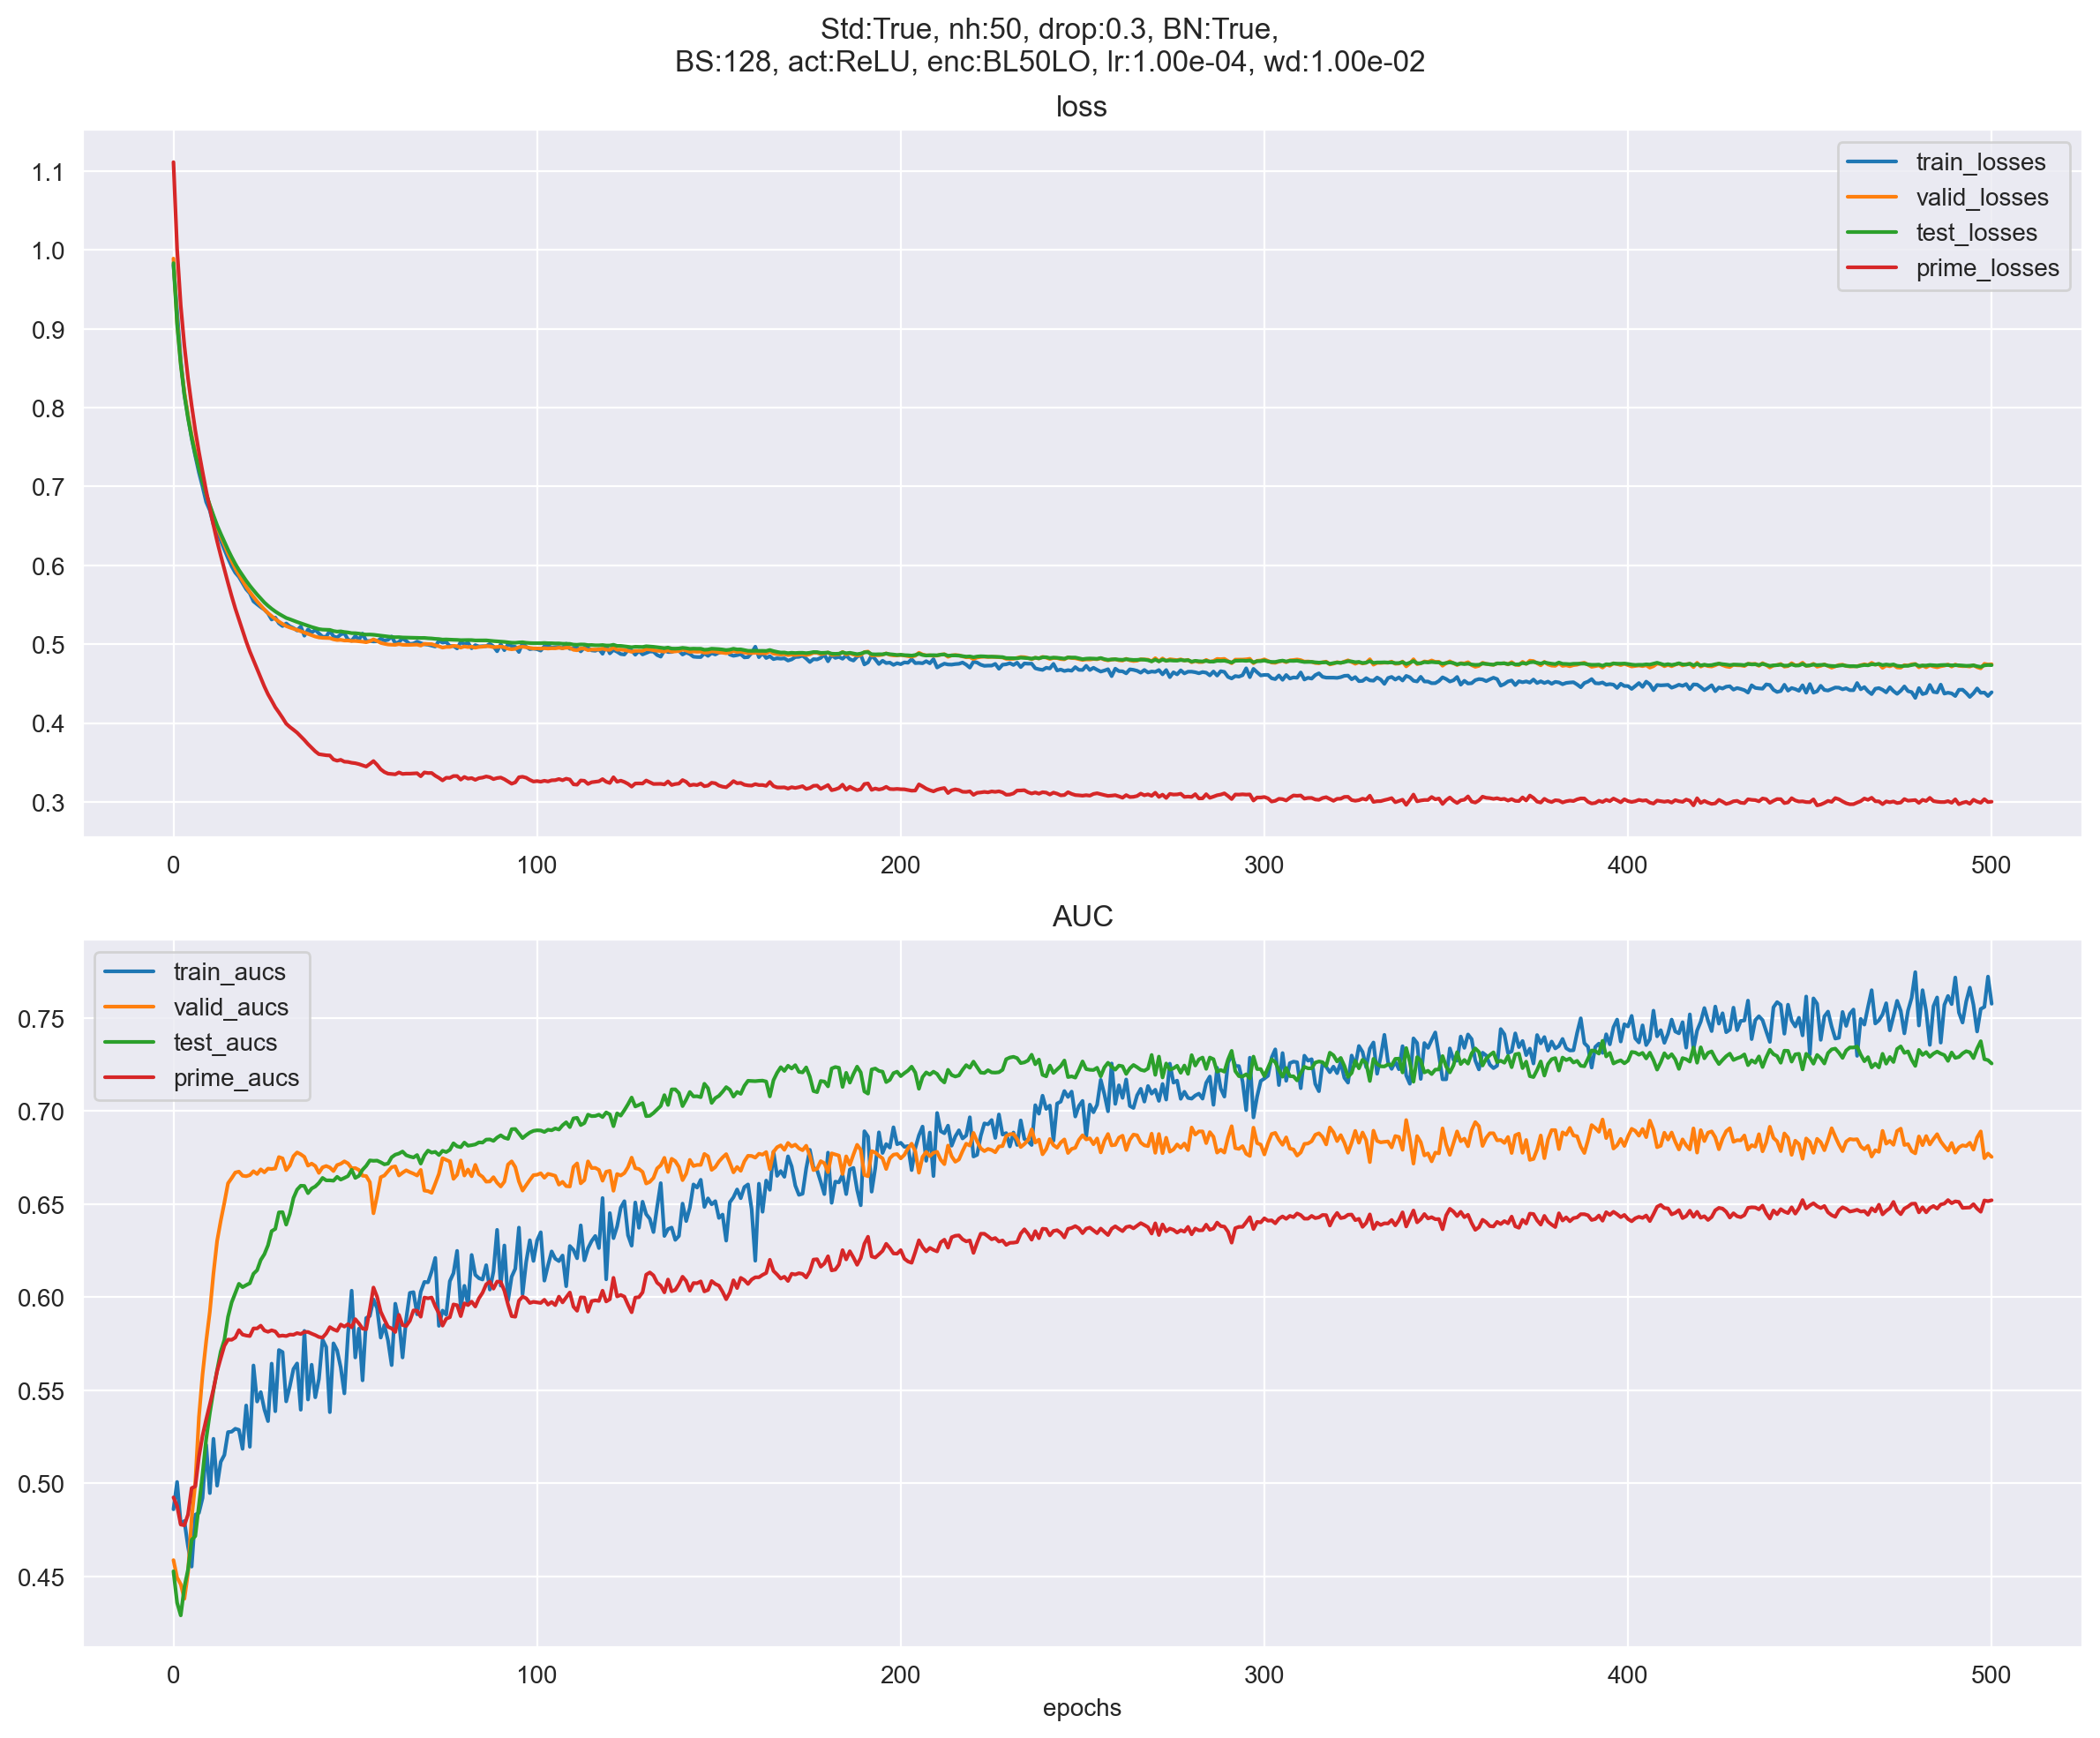 Std:True, nh:50, drop:0.3, BN:True,
BS:128, act:ReLU, enc:BL50LO, lr:1.00e-04, wd:1.00e-02
loss
1.1
1.0
0.9
0.8
0.7
0.6
0.5
0.4
0.3
train_losses
valid_losses
test_losses
prime_losses
0 100 200 300 400 500
AUC
train_aucs
valid_aucs
test_aucs
prime_aucs
0.75
0.70
0.65
0.60
0.55
0.50
0.45
0 100 200 300 400 500
epochs